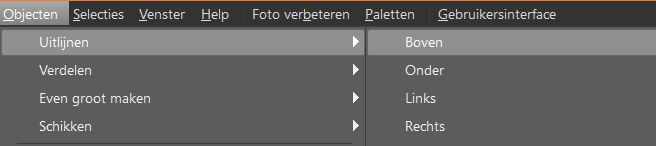 Objecten Selecties Venster Help Foto verbeteren Paletten Gebruikersinterface
Uitlijnen Boven
Verdelen Onder
Even groot maken Links
Schikken Rechts